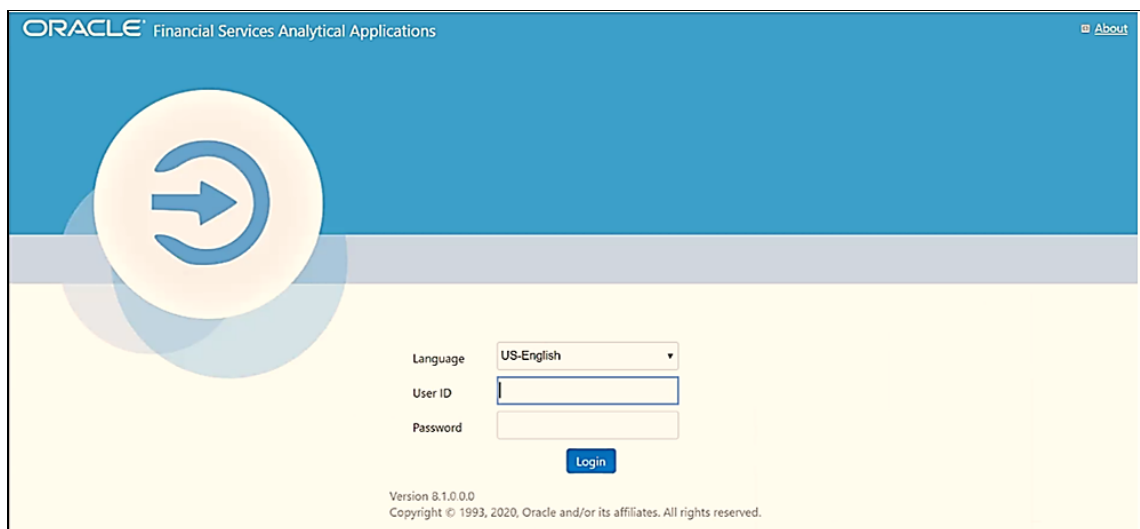 ORACLE Financial Services Analytical Applications
About
Language US-English
User ID
Password
Login
Version 8.1.0.0.0
Copyright © 1993, 2020, Oracle and/or its affiliates. All rights reserved.